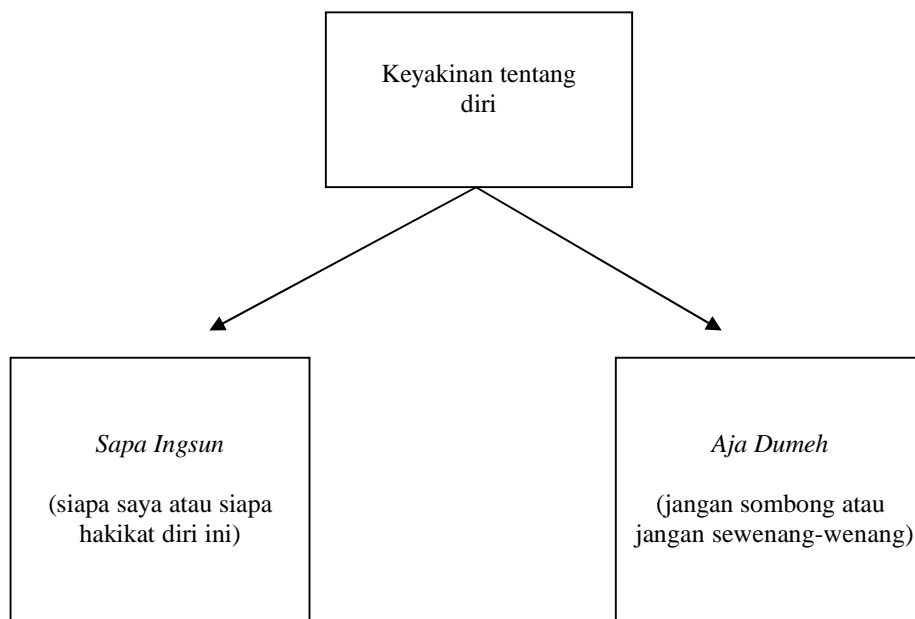 Keyakinan tentang
diri
Sapa Ingsun
(siapa saya atau siapa
hakikat diri ini)
Aja Dumeh
(jangan sombong atau
jangan sewenang-wenang)